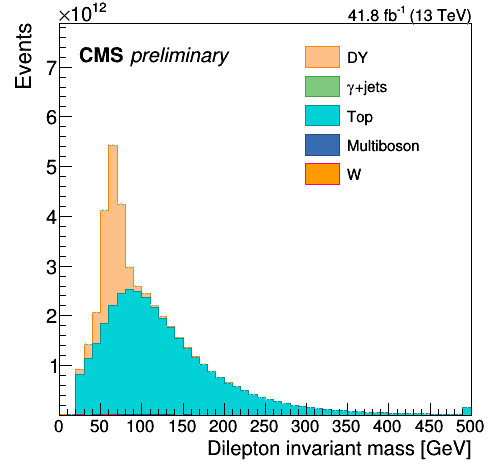 ×10¹²
41.8 fb⁻¹ (13 TeV)
Events
CMS preliminary
DY
γ+jets
Top
Multiboson
W
7
6
5
4
3
2
1
0 50 100 150 200 250 300 350 400 450 500
Dilepton invariant mass [GeV]